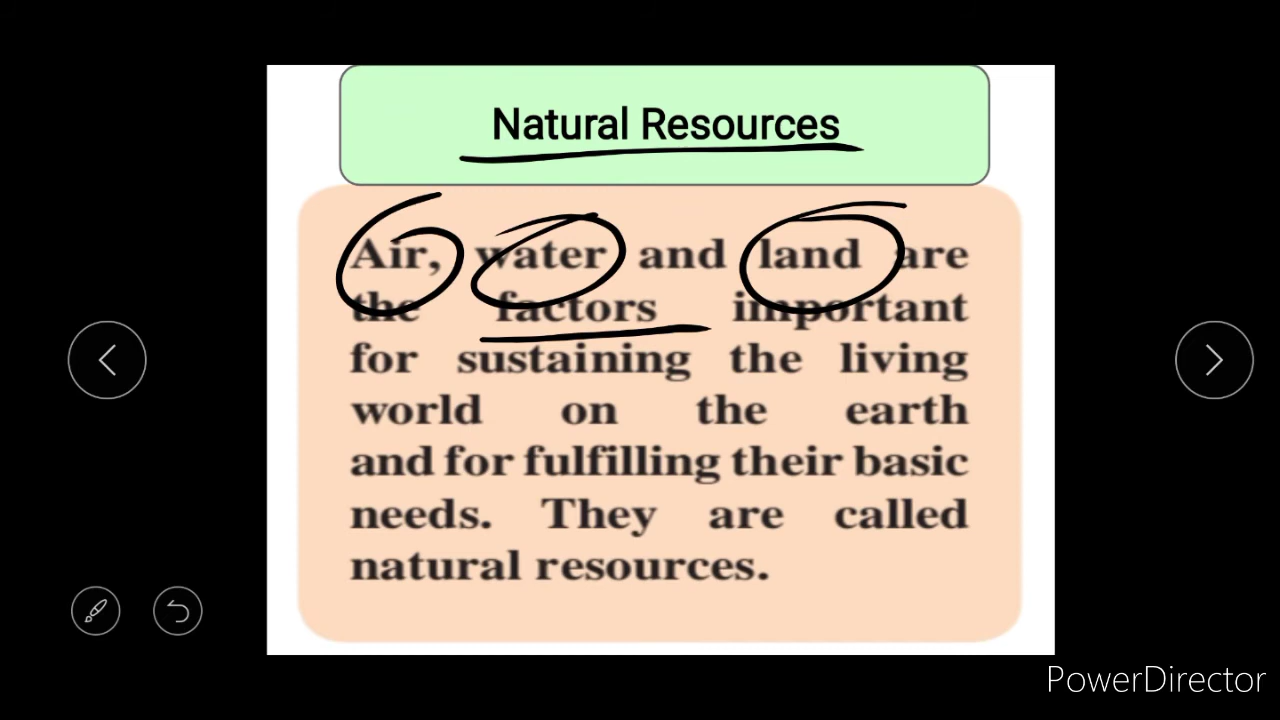 Natural Resources
Air, water and land are
the factors important
for sustaining the living
world on the earth
and for fulfilling their basic
needs. They are called
natural resources.
PowerDirector